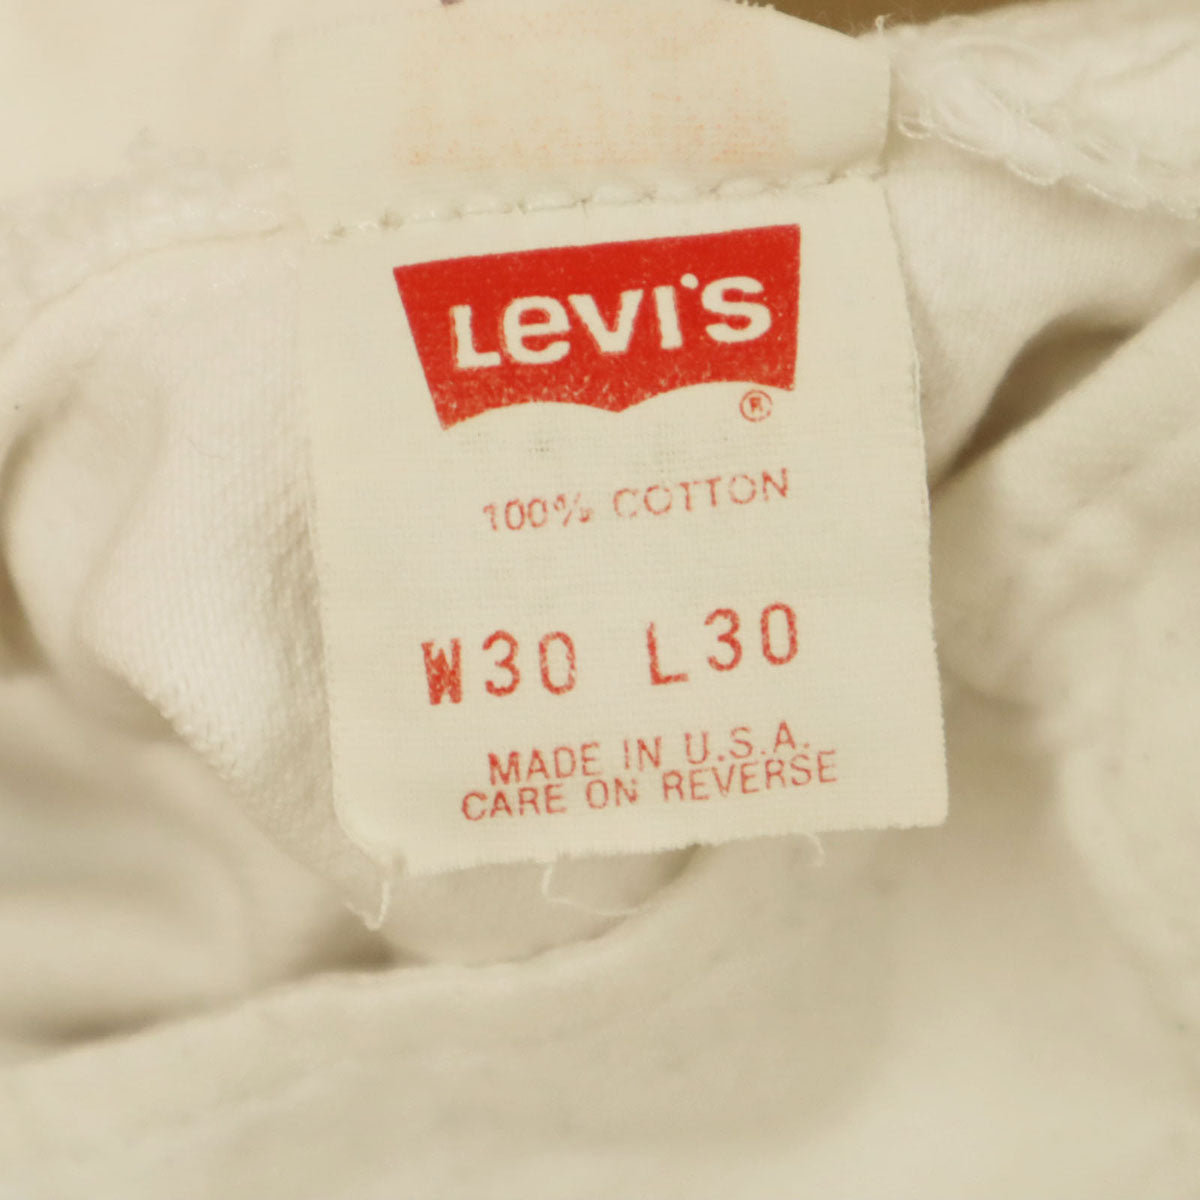 Levi's
®
100% COTTON
W30 L30
MADE IN U.S.A.
CARE ON REVERSE